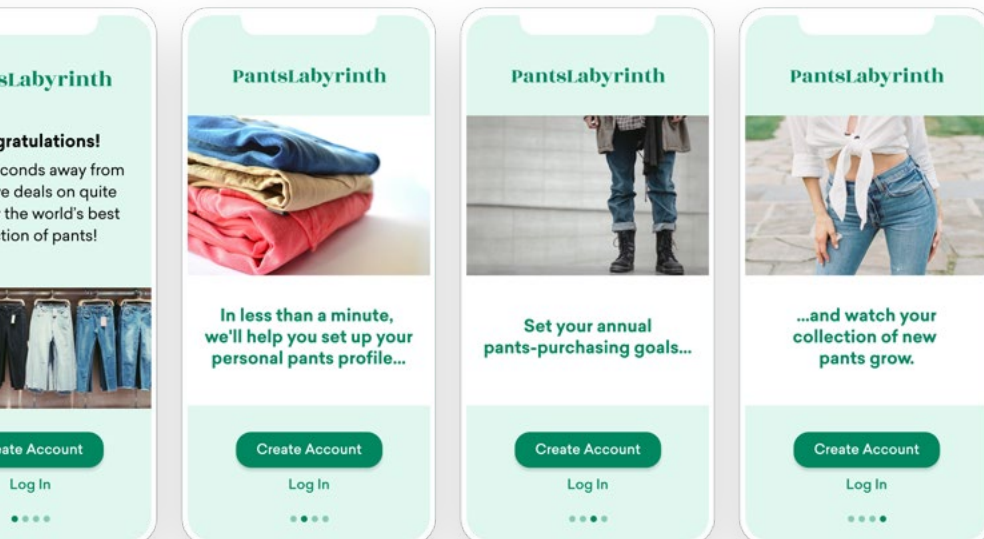 sLabyrinth
gratulations!
conds away from
e deals on quite
the world's best
tion of pants!
ate Account
Log In
PantsLabyrinth
In less than a minute,
we'll help you set up your
personal pants profile...
Create Account
Log In
PantsLabyrinth
Set your annual
pants-purchasing goals...
Create Account
Log In
PantsLabyrinth
...and watch your
collection of new
pants grow.
Create Account
Log In